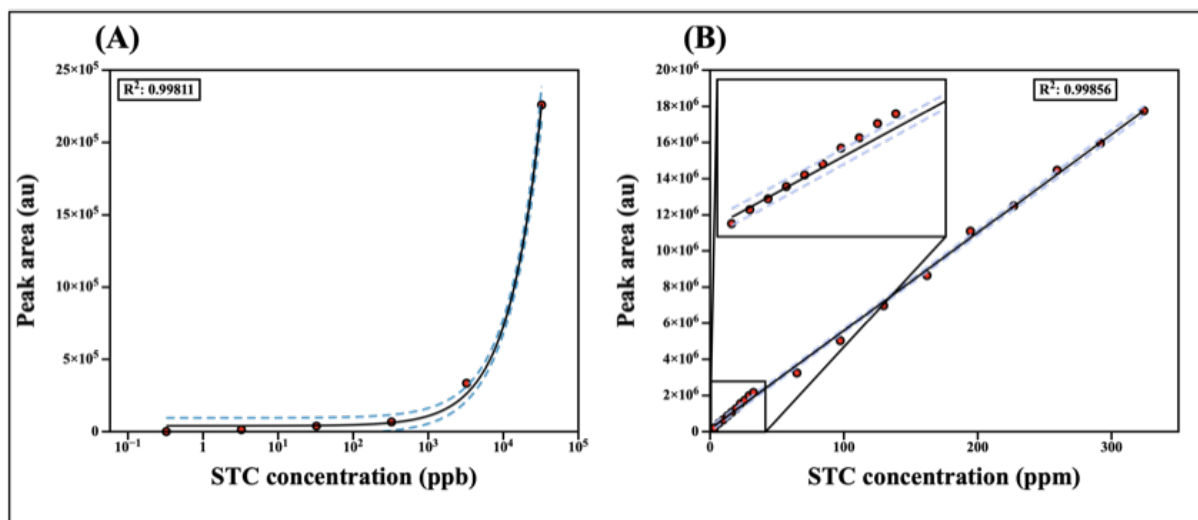 (A)
R²: 0.99811
25×10⁵
20×10⁵
15×10⁵
10×10⁵
5×10⁵
0
10⁻¹ 1 10¹ 10² 10³ 10⁴ 10⁵
Peak area (au)
STC concentration (ppb)
(B)
R²: 0.99856
20×10⁶
18×10⁶
16×10⁶
14×10⁶
12×10⁶
10×10⁶
8×10⁶
6×10⁶
4×10⁶
2×10⁶
0
0 100 200 300
Peak area (au)
STC concentration (ppm)